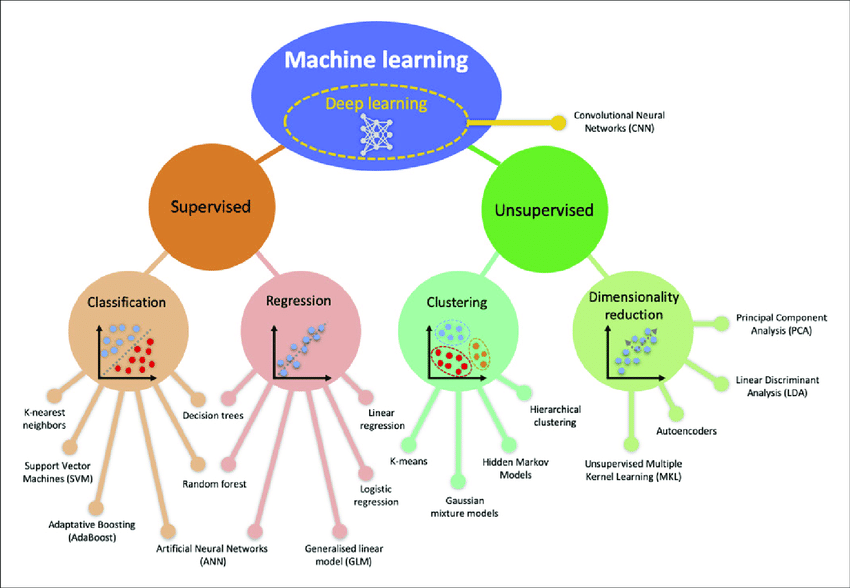 Machine learning
Deep learning
Convolutional Neural
Networks (CNN)
Supervised
Unsupervised
Classification
Regression
Clustering
Dimensionality
reduction
Principal Component
Analysis (PCA)
Linear Discriminant
Analysis (LDA)
Autoencoders
Unsupervised Multiple
Kernel Learning (MKL)
K-nearest
neighbors
Support Vector
Machines (SVM)
Adaptative Boosting
(AdaBoost)
Decision trees
Random forest
Artificial Neural Networks
(ANN)
Linear
regression
Logistic
regression
Generalised linear
model (GLM)
K-means
Gaussian
mixture models
Hidden Markov
Models
Hierarchical
clustering